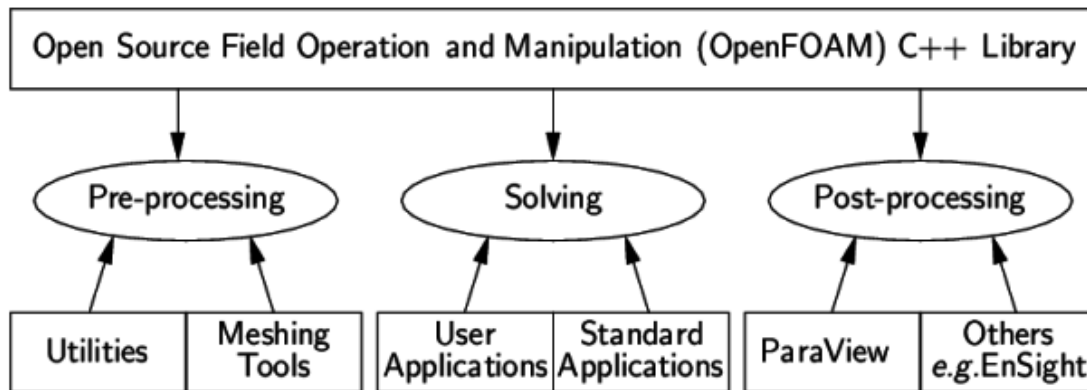 Open Source Field Operation and Manipulation (OpenFOAM) C++ Library
Pre-processing
Solving
Post-processing
Utilities
Meshing
Tools
User
Applications
Standard
Applications
ParaView
Others
e.g.EnSight